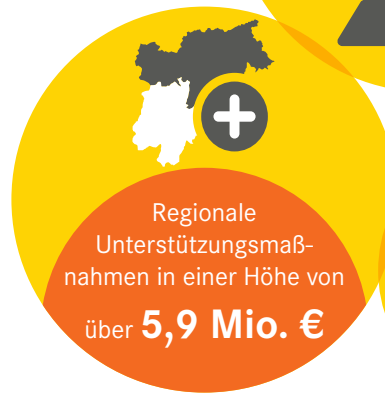 Regionale
Unterstützungsmaß-
nahmen in einer Höhe von
über 5,9 Mio. €